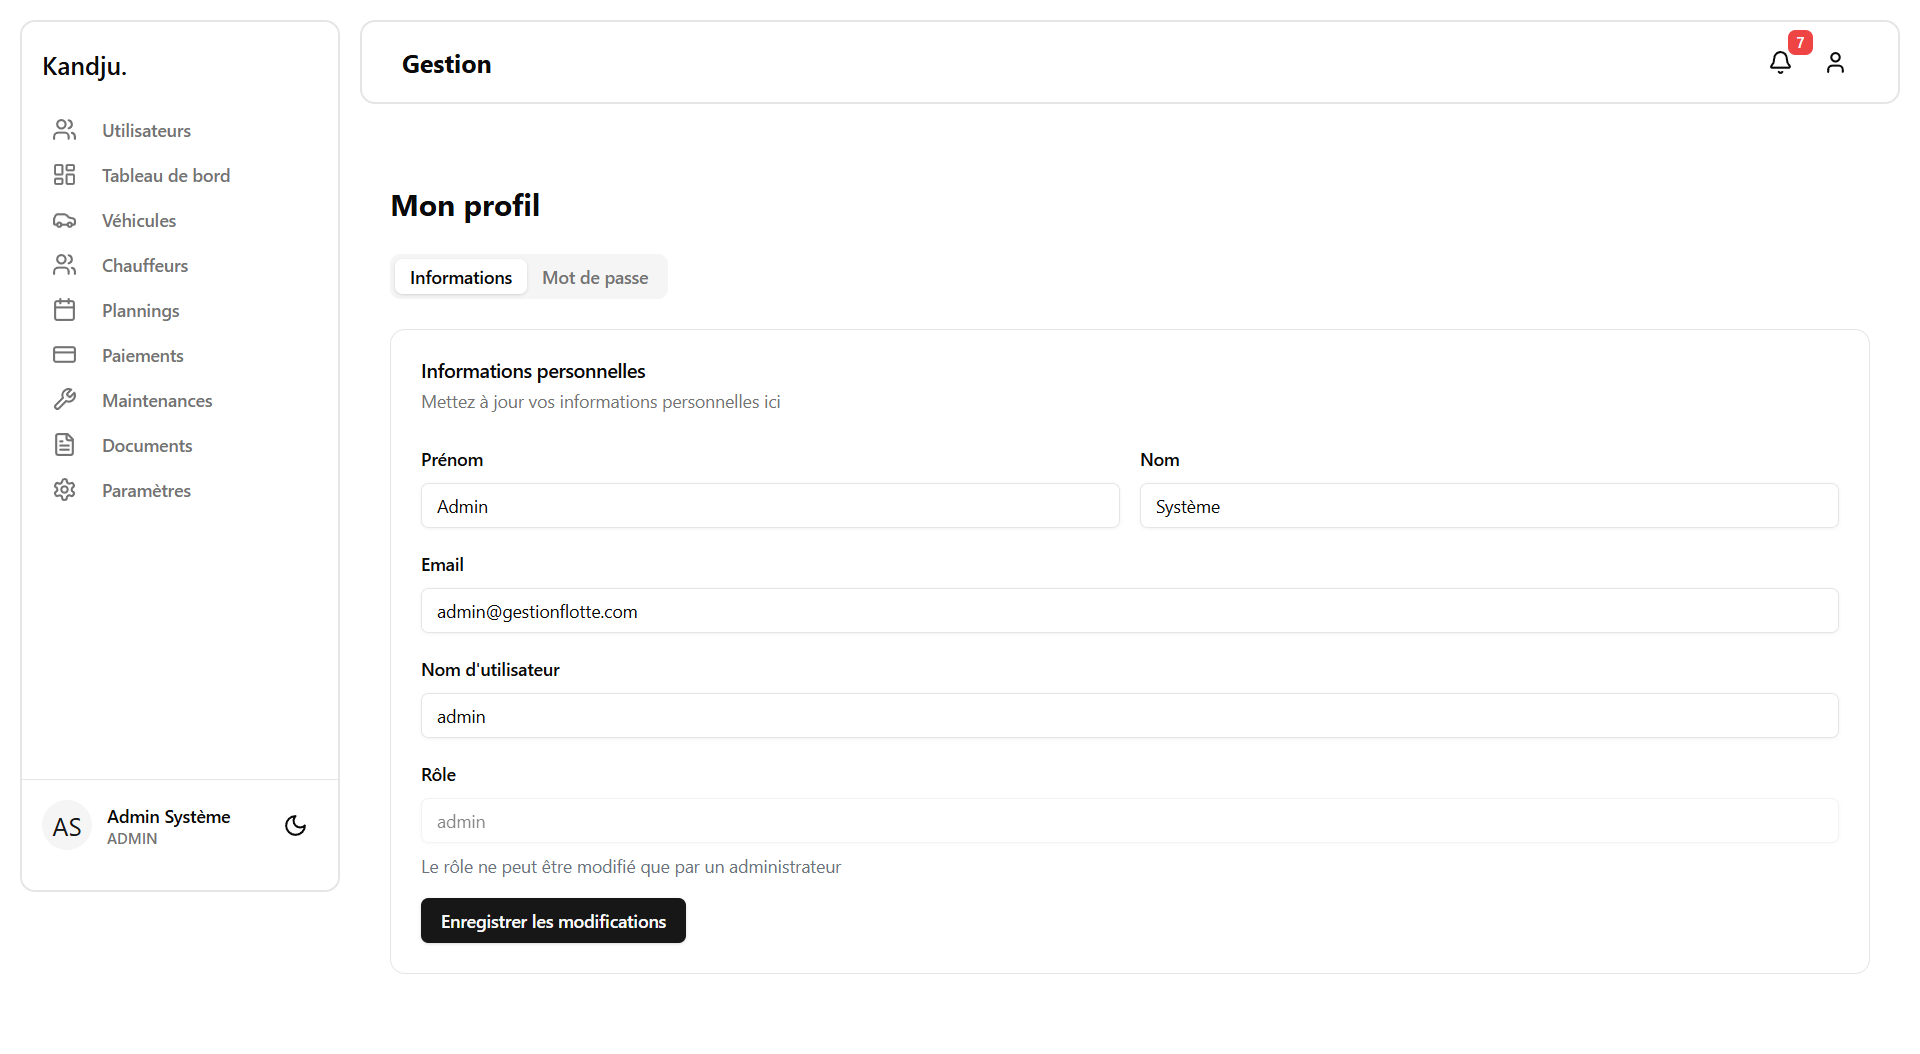 Kandju.
Utilisateurs
Tableau de bord
Véhicules
Chauffeurs
Plannings
Paiements
Maintenances
Documents
Paramètres
AS
Admin Système
ADMIN
Gestion
7
Mon profil
Informations
Mot de passe
Informations personnelles
Mettez à jour vos informations personnelles ici
Prénom
Nom
Admin
Système
Email
admin@gestionflotte.com
Nom d'utilisateur
admin
Rôle
admin
Le rôle ne peut être modifié que par un administrateur
Enregistrer les modifications